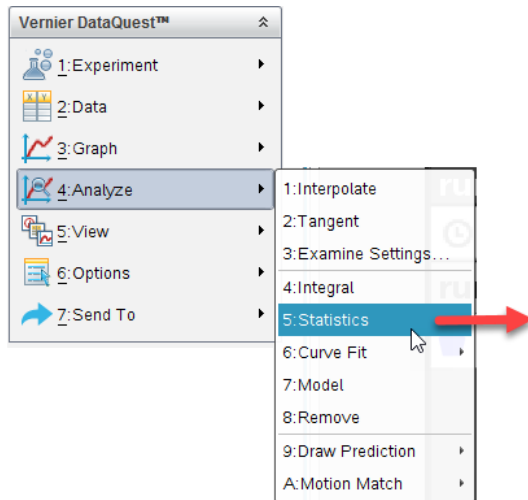 Vernier DataQuest™
1:Experiment
2:Data
3:Graph
4:Analyze
5:View
6:Options
7:Send To
1:Interpolate
2:Tangent
3:Examine Settings...
4:Integral
5:Statistics
6:Curve Fit
7:Model
8:Remove
9:Draw Prediction
A:Motion Match
ru
ru